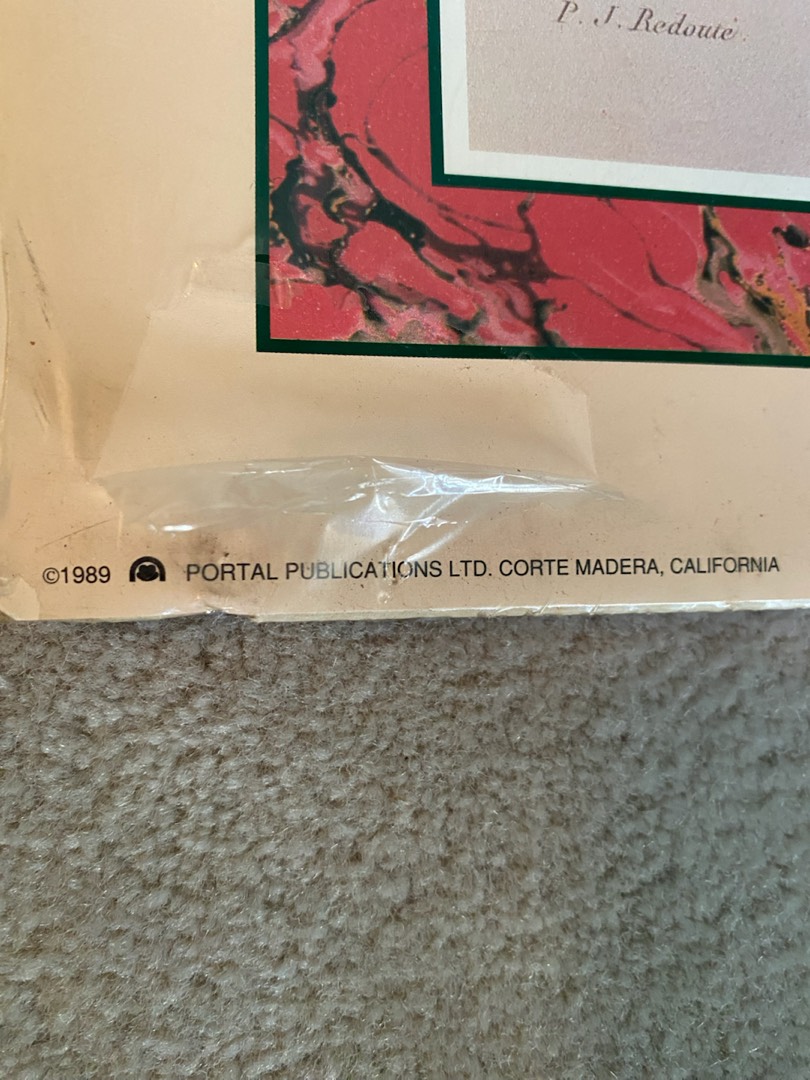 P. J. Redouté.
©1989 PORTAL PUBLICATIONS LTD. CORTE MADERA, CALIFORNIA